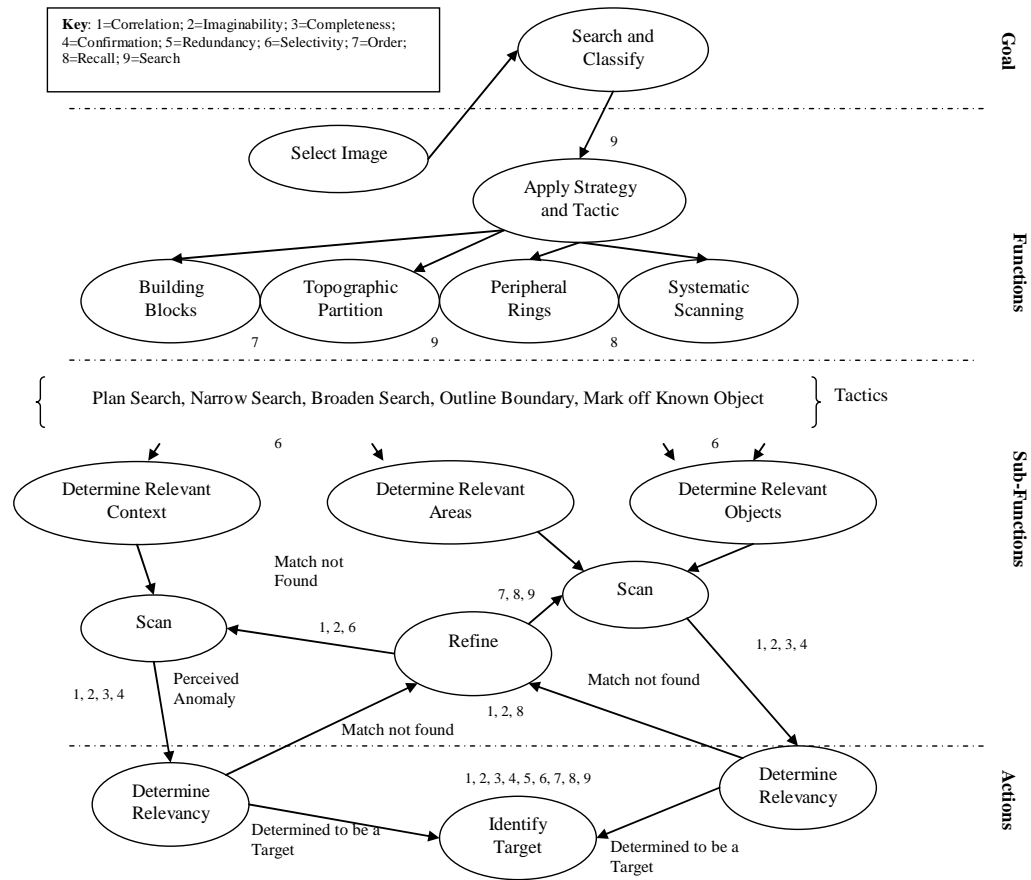 Key: 1=Correlation; 2=Imaginability; 3=Completeness;
4=Confirmation; 5=Redundancy; 6=Selectivity; 7=Order;
8=Recall; 9=Search
Search and
Classify
Goal
Select Image
9
Apply Strategy
and Tactic
Functions
Building
Blocks
Topographic
Partition
Peripheral
Rings
Systematic
Scanning
7
9
8
Plan Search, Narrow Search, Broaden Search, Outline Boundary, Mark off Known Object
Tactics
6
6
Sub-Functions
Determine Relevant
Context
Determine Relevant
Areas
Determine Relevant
Objects
Match not
Found
7, 8, 9
Scan
Scan
1, 2, 6
Refine
1, 2, 3, 4
Perceived
Anomaly
1, 2, 3, 4
Match not found
1, 2, 8
Match not found
Actions
Determine
Relevancy
1, 2, 3, 4, 5, 6, 7, 8, 9
Determine
Relevancy
Identify
Target
Determined to be a
Target
Determined to be a
Target